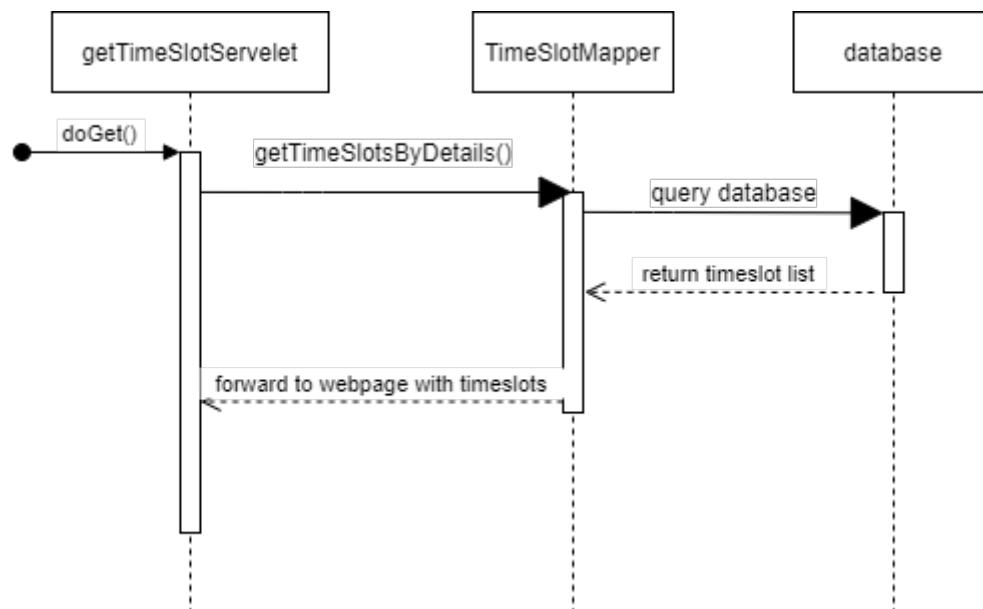 getTimeSlotServelet
TimeSlotMapper
database
doGet()
getTimeSlotsByDetails()
query database
return timeslot list
forward to webpage with timeslots